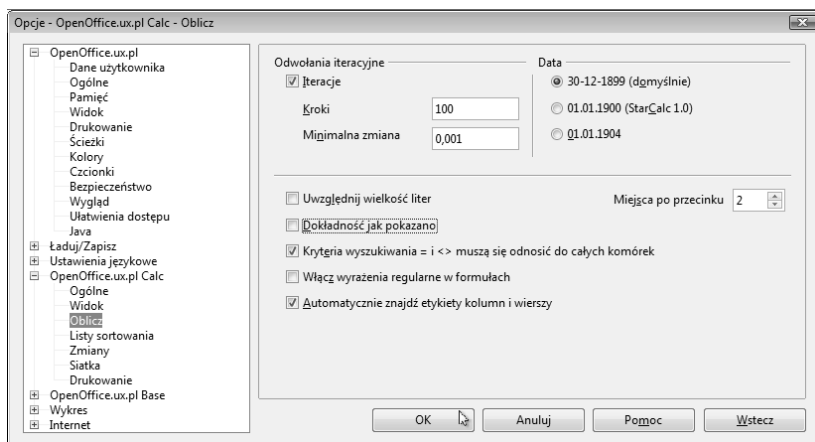 Opcje - OpenOffice.ux.pl Calc - Oblicz
OpenOffice.ux.pl
Dane użytkownika
Ogólne
Pamięć
Widok
Drukowanie
Ścieżki
Kolory
Czcionki
Bezpieczeństwo
Wygląd
Ułatwienia dostępu
Java
Ładuj/Zapisz
Ustawienia językowe
OpenOffice.ux.pl Calc
Ogólne
Widok
Oblicz
Listy sortowania
Zmiany
Siatka
Drukowanie
OpenOffice.ux.pl Base
Wykres
Internet
Odwołania iteracyjne
Iteracje
Kroki 100
Minimalna zmiana 0,001
Data
30-12-1899 (domyślnie)
01.01.1900 (StarCalc 1.0)
01.01.1904
Uwzględnij wielkość liter
Miejsca po przecinku 2
Dokładność jak pokazano
Kryteria wyszukiwania = i <> muszą się odnosić do całych komórek
Włącz wyrażenia regularne w formułach
Automatycznie znajdź etykiety kolumn i wierszy
OK Anuluj Pomoc Wstecz